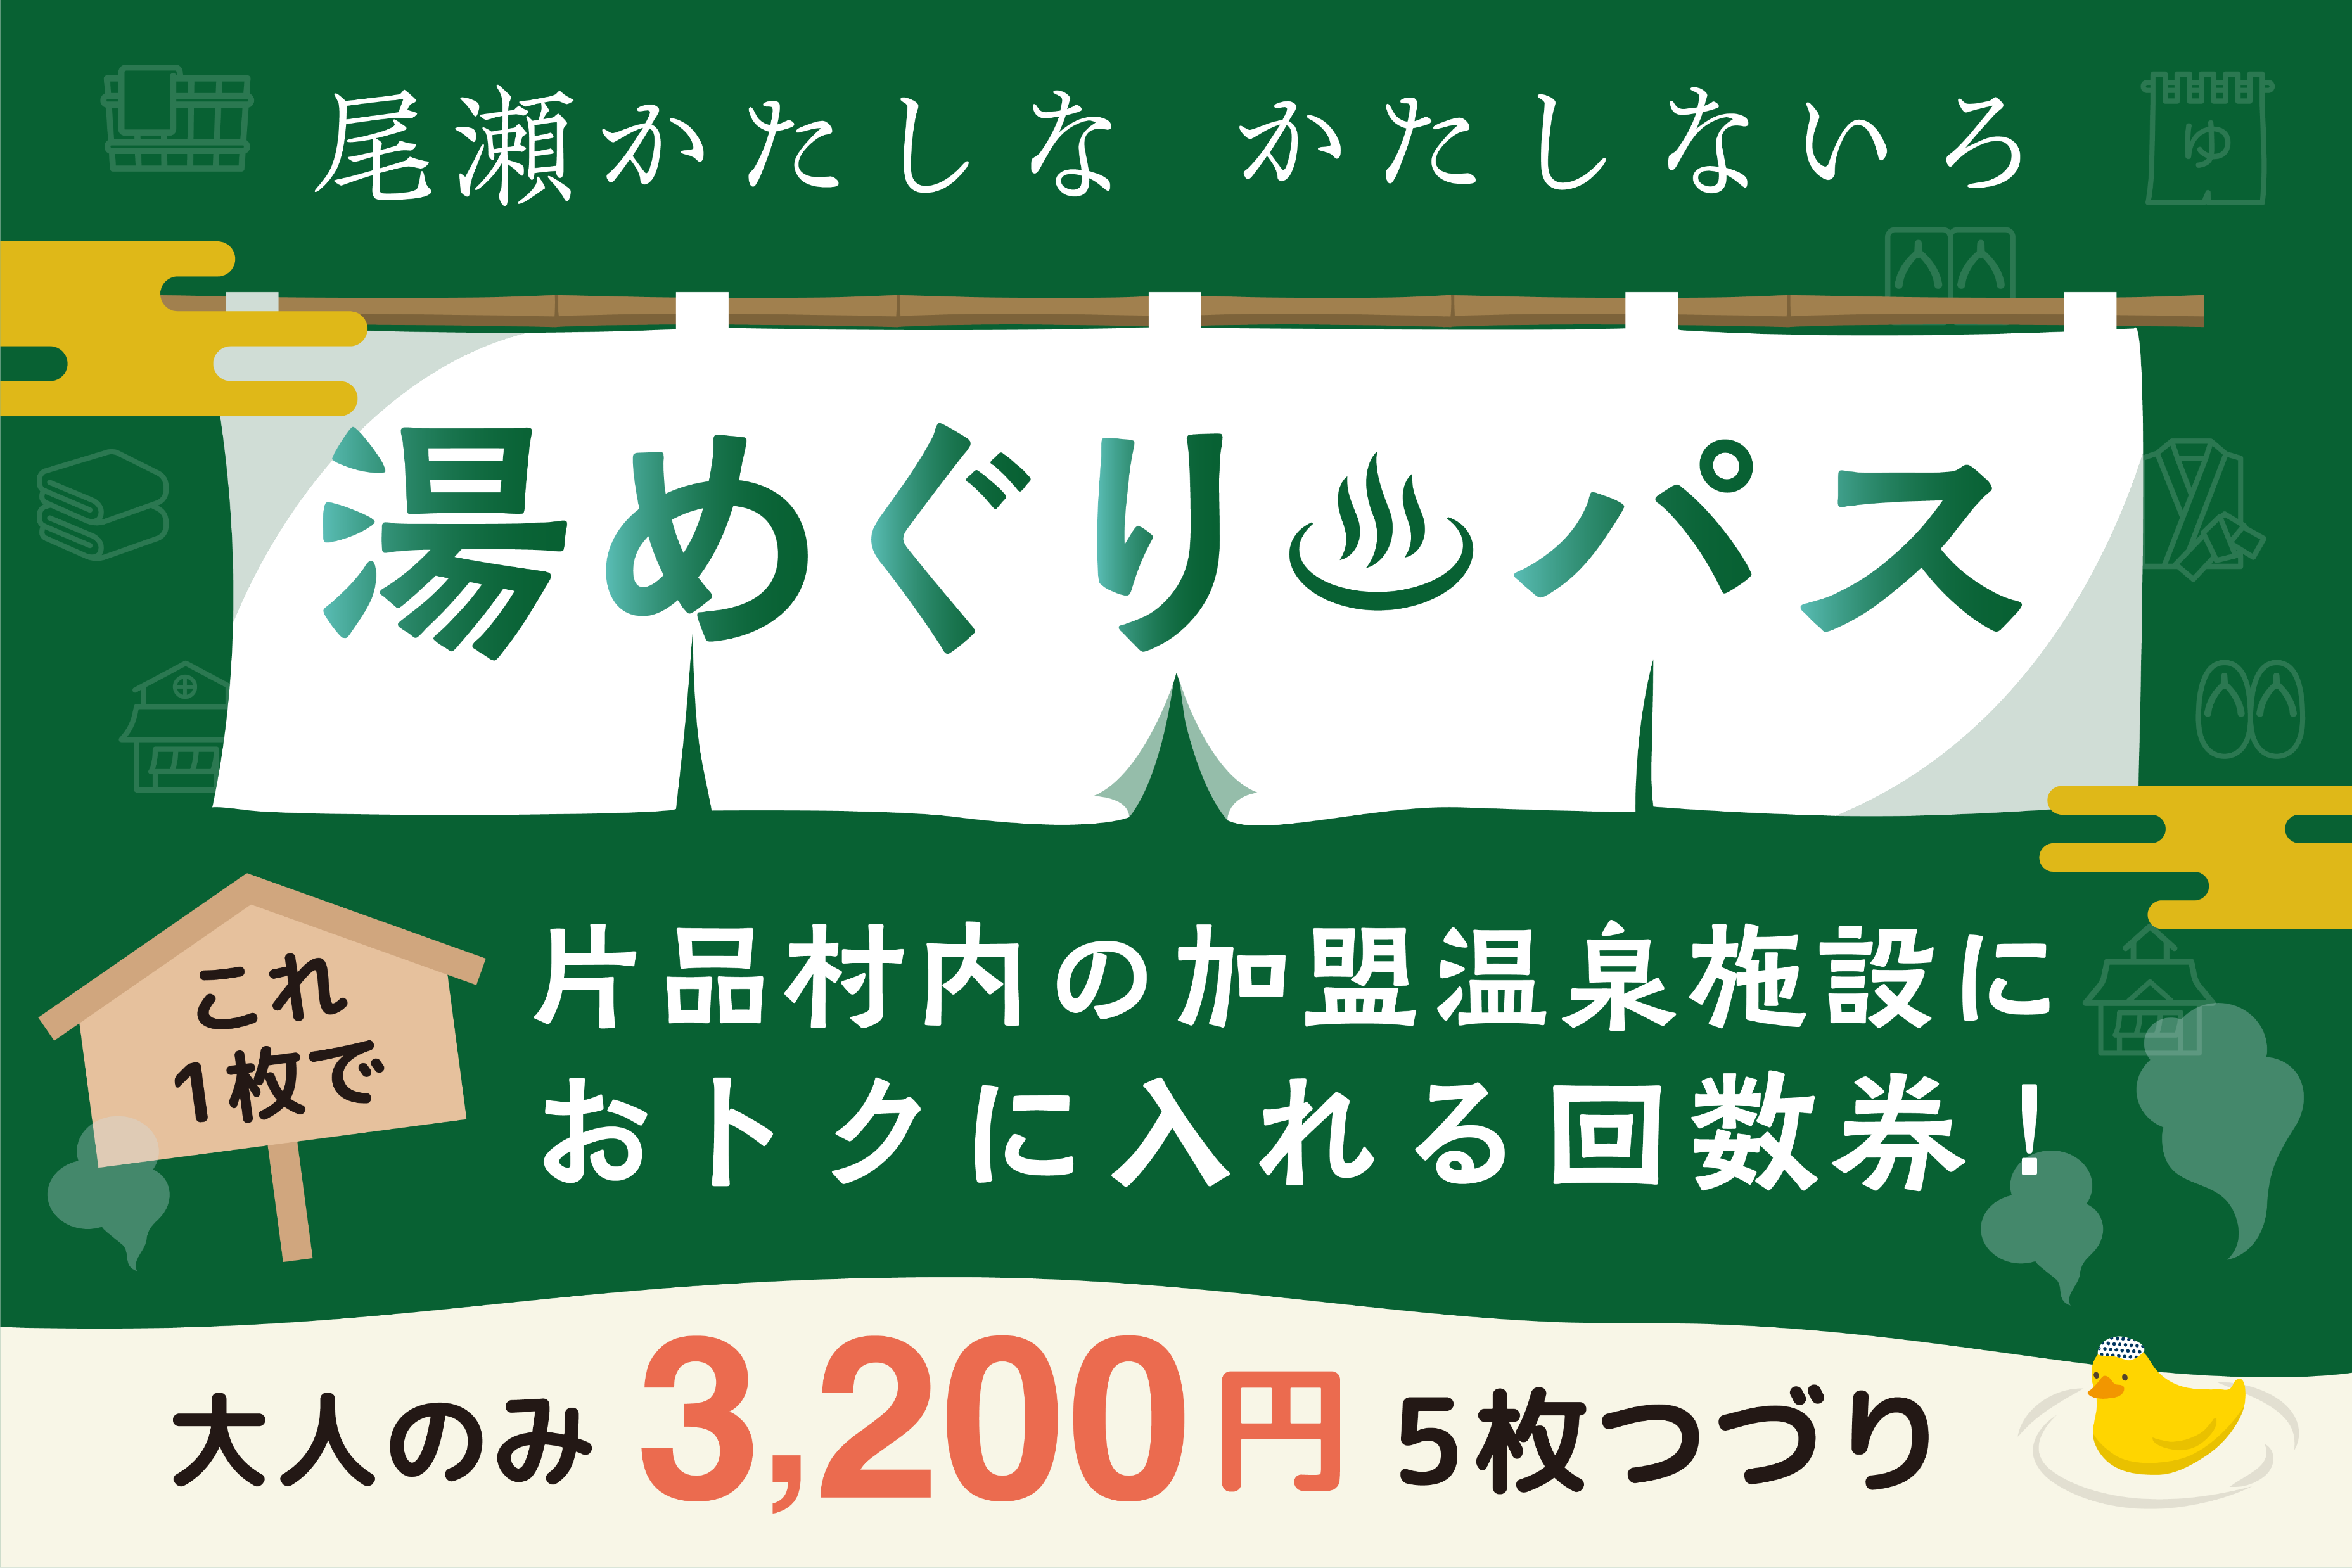 尾瀬かたしな かたしないろ
ゆ
湯めぐり♨パス
これ
1枚で
片品村内の加盟温泉施設に
おトクに入れる回数券！
大人のみ 3,200円 5枚つづり